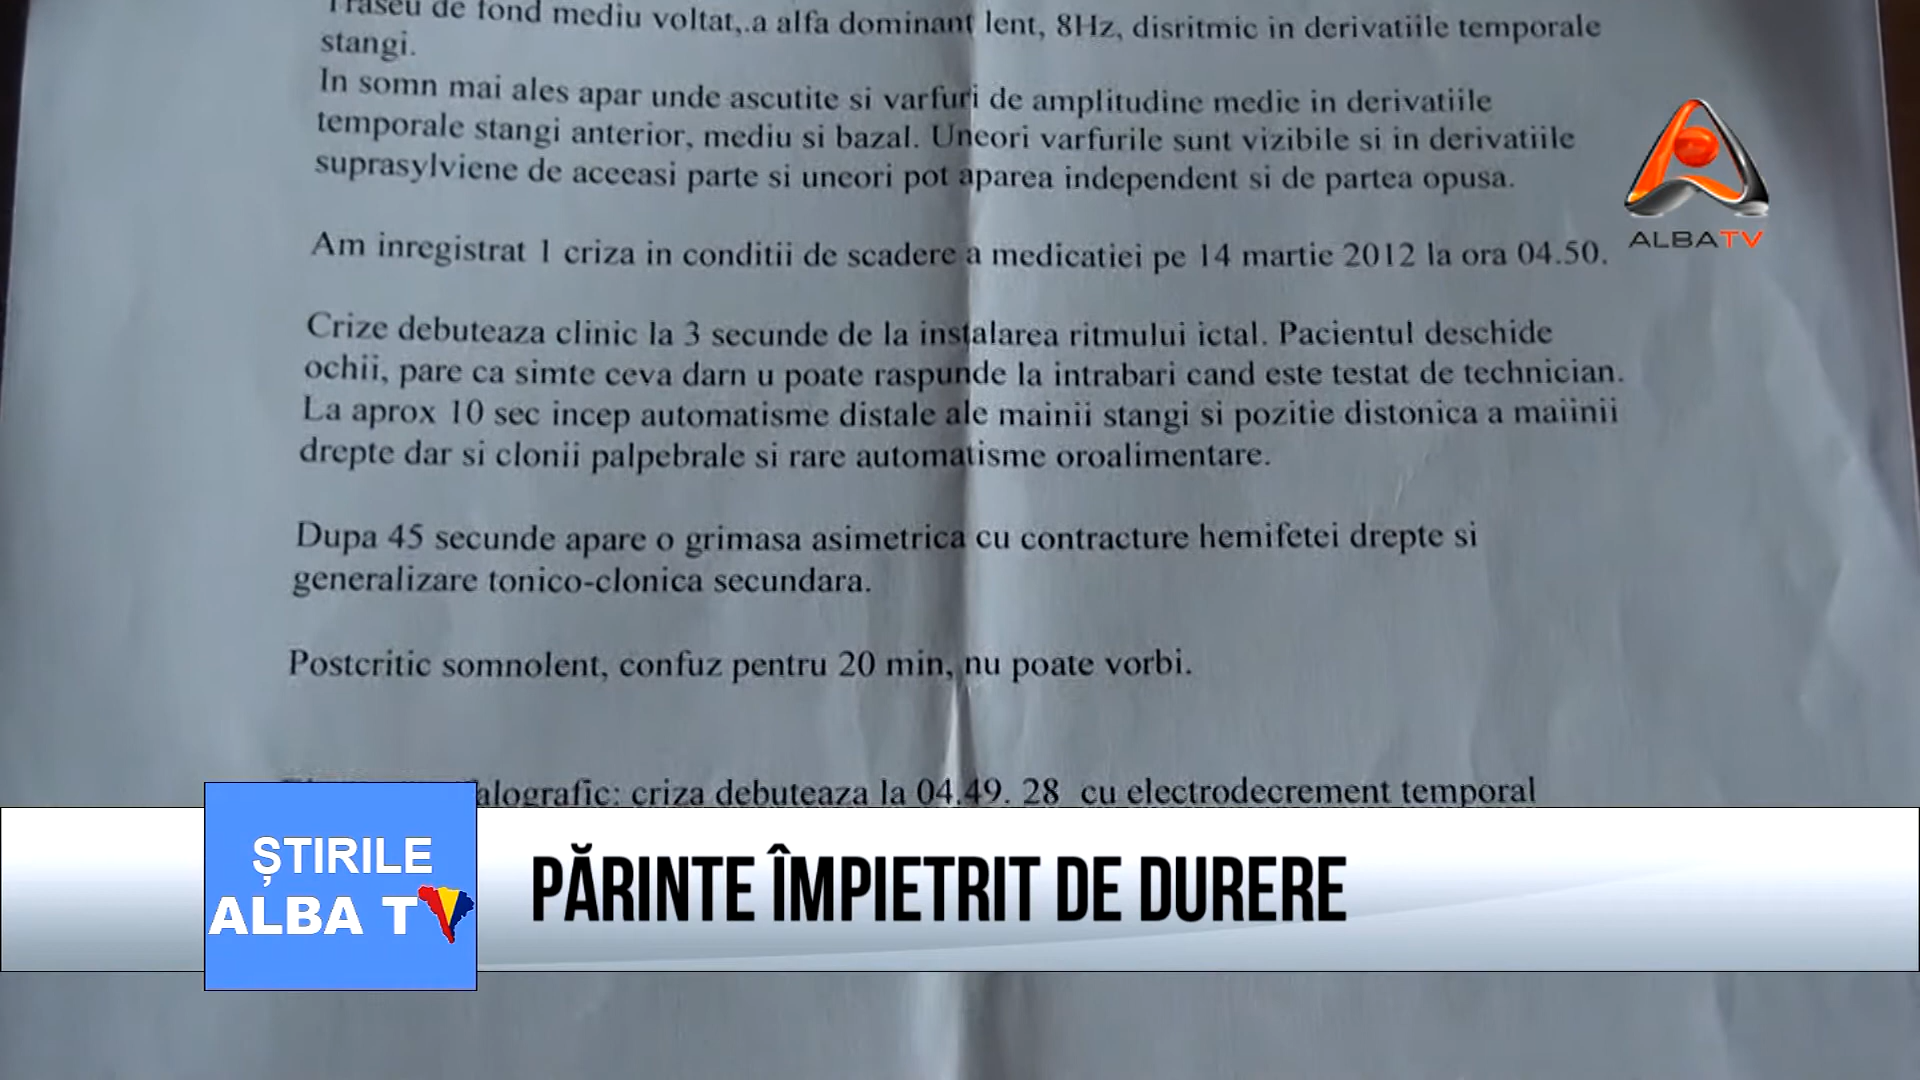 Traseu de fond mediu voltat,.a alfa dominant lent, 8Hz, disritmic in derivatiile temporale
stangi.
In somn mai ales apar unde ascutite si varfuri de amplitudine medie in derivatiile
temporale stangi anterior, mediu si bazal. Uneori varfurile sunt vizibile si in derivatiile
suprasylviene de aceeasi parte si uneori pot aparea independent si de partea opusa.
ALBATV
Am inregistrat 1 criza in conditii de scadere a medicatiei pe 14 martie 2012 la ora 04.50.
Crize debuteaza clinic la 3 secunde de la instalarea ritmului ictal. Pacientul deschide
ochii, pare ca simte ceva darn u poate raspunde la intrabari cand este testat de technician.
La aprox 10 sec incep automatisme distale ale mainii stangi si pozitie distonica a maiinii
drepte dar si clonii palpebrale si rare automatisme oroalimentare.
Dupa 45 secunde apare o grimasa asimetrica cu contracture hemifetei drepte si
generalizare tonico-clonica secundara.
Postcritic somnolent, confuz pentru 20 min, nu poate vorbi.
criza debuteaza la 04.49. 28 cu electrodecrement temporal
ȘTIRILE
ALBA TV
PĂRINTE ÎMPIETRIT DE DURERE